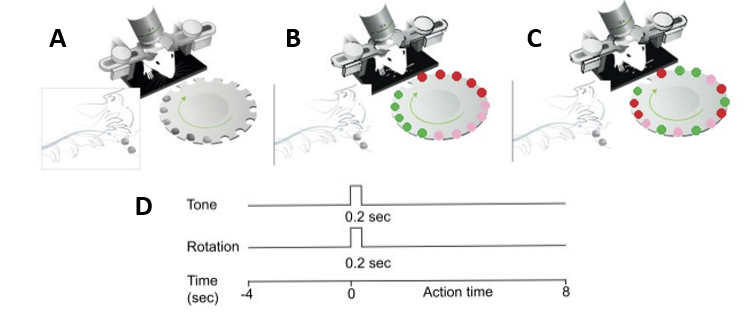 A
B
C
D
Tone
0.2 sec
Rotation
0.2 sec
Time
(sec)
-4
0
Action time
8